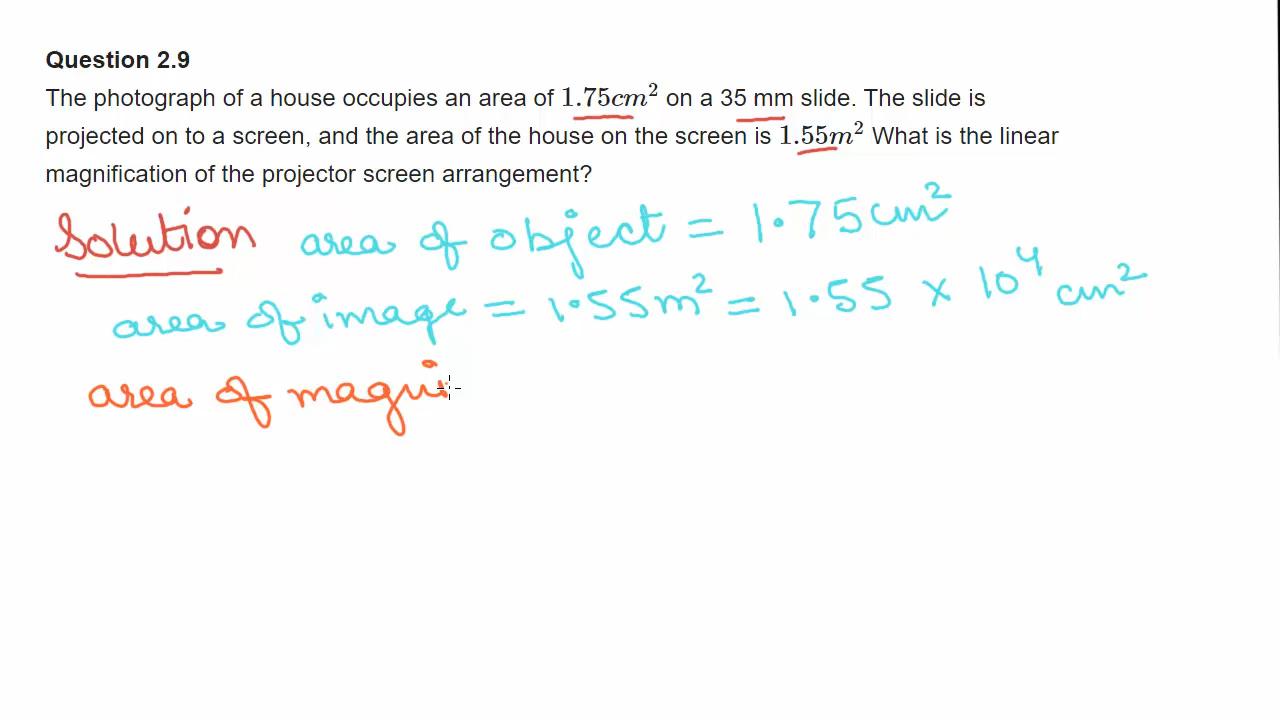 Question 2.9
The photograph of a house occupies an area of 1.75cm² on a 35 mm slide. The slide is
projected on to a screen, and the area of the house on the screen is 1.55m² What is the linear
magnification of the projector screen arrangement?
Solution area of object = 1.75 cm²
area of image = 1.55 m² = 1.55 × 10⁴ cm²
area of magni